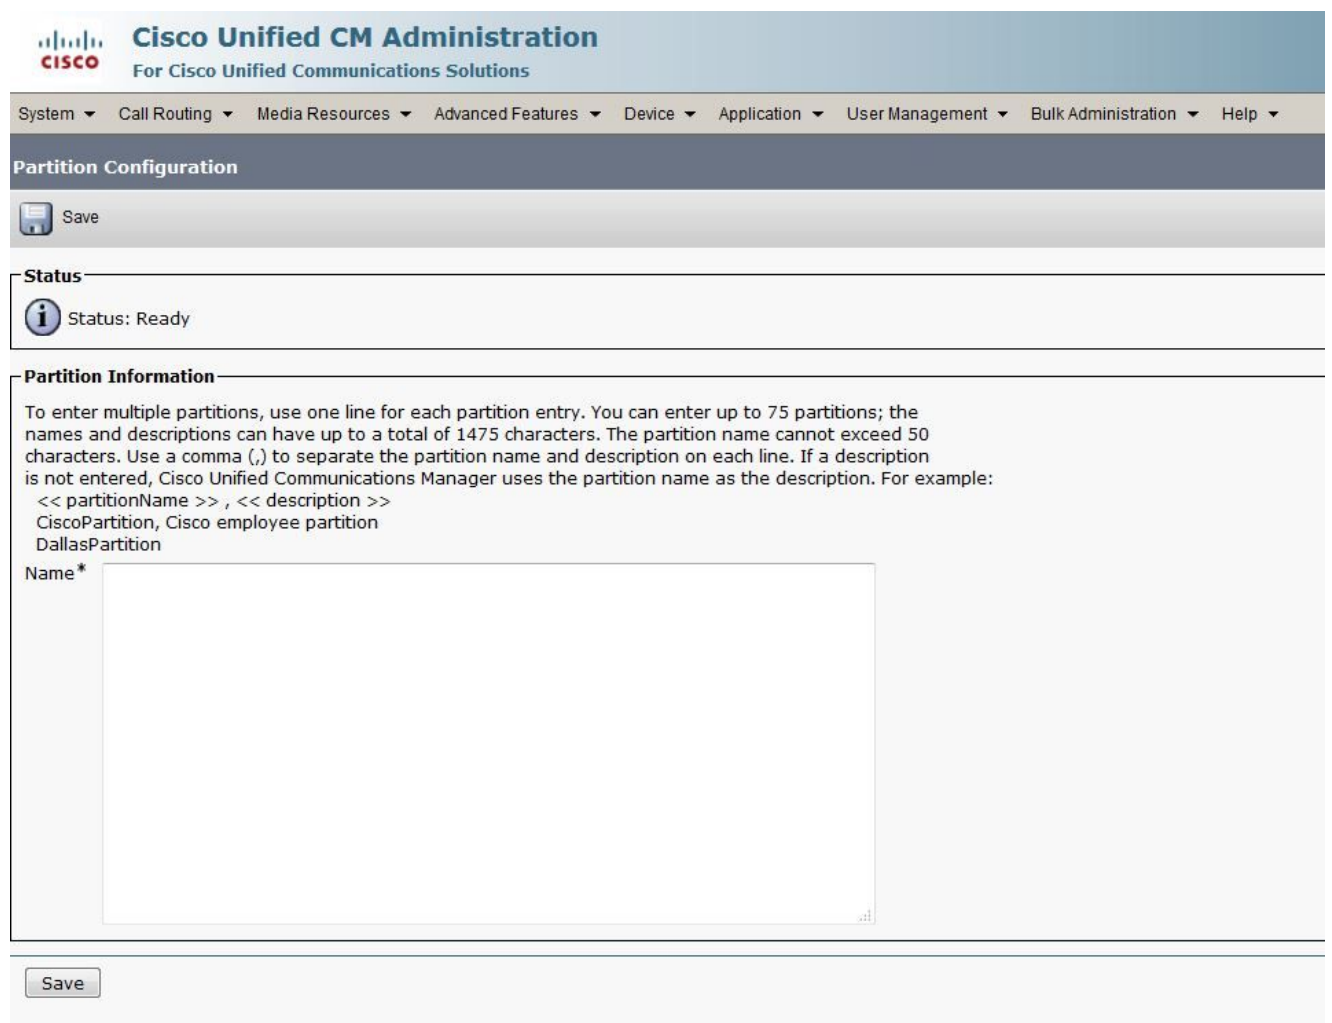 Cisco Unified CM Administration
CISCO
For Cisco Unified Communications Solutions
System Call Routing Media Resources Advanced Features Device Application User Management Bulk Administration Help
Partition Configuration
Save
Status
Status: Ready
Partition Information
To enter multiple partitions, use one line for each partition entry. You can enter up to 75 partitions; the
names and descriptions can have up to a total of 1475 characters. The partition name cannot exceed 50
characters. Use a comma (,) to separate the partition name and description on each line. If a description
is not entered, Cisco Unified Communications Manager uses the partition name as the description. For example:
<< partitionName >> , << description >>
CiscoPartition, Cisco employee partition
DallasPartition
Name*
Save